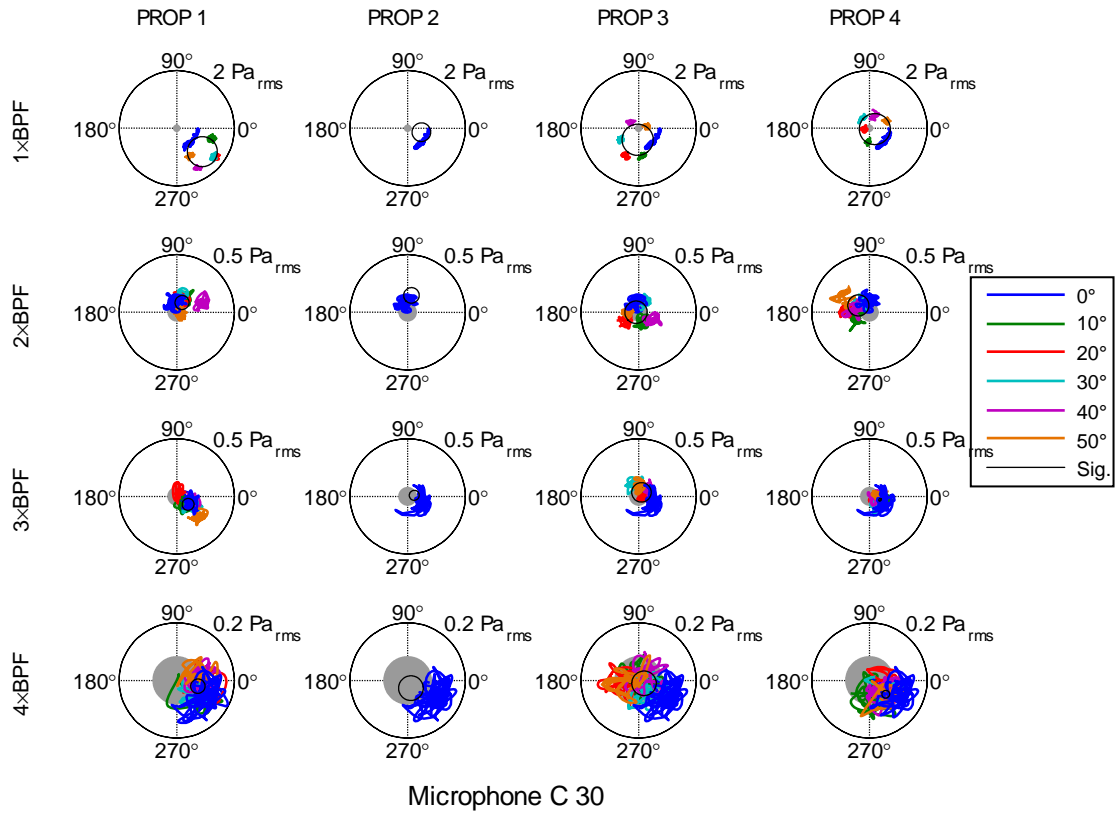 PROP 1 PROP 2 PROP 3 PROP 4
1×BPF
90° 2 Pa rms 90° 2 Pa rms 90° 2 Pa rms 90° 2 Pa rms
180° 0° 180° 0° 180° 0° 180° 0°
270° 270° 270° 270°
2×BPF
90° 0.5 Pa rms 90° 0.5 Pa rms 90° 0.5 Pa rms 90° 0.5 Pa rms
180° 0° 180° 0° 180° 0° 180° 0°
270° 270° 270° 270°
3×BPF
90° 0.5 Pa rms 90° 0.5 Pa rms 90° 0.5 Pa rms 90° 0.5 Pa rms
180° 0° 180° 0° 180° 0° 180° 0°
270° 270° 270° 270°
4×BPF
90° 0.2 Pa rms 90° 0.2 Pa rms 90° 0.2 Pa rms 90° 0.2 Pa rms
180° 0° 180° 0° 180° 0° 180° 0°
270° 270° 270° 270°
0°
10°
20°
30°
40°
50°
Sig.
Microphone C 30